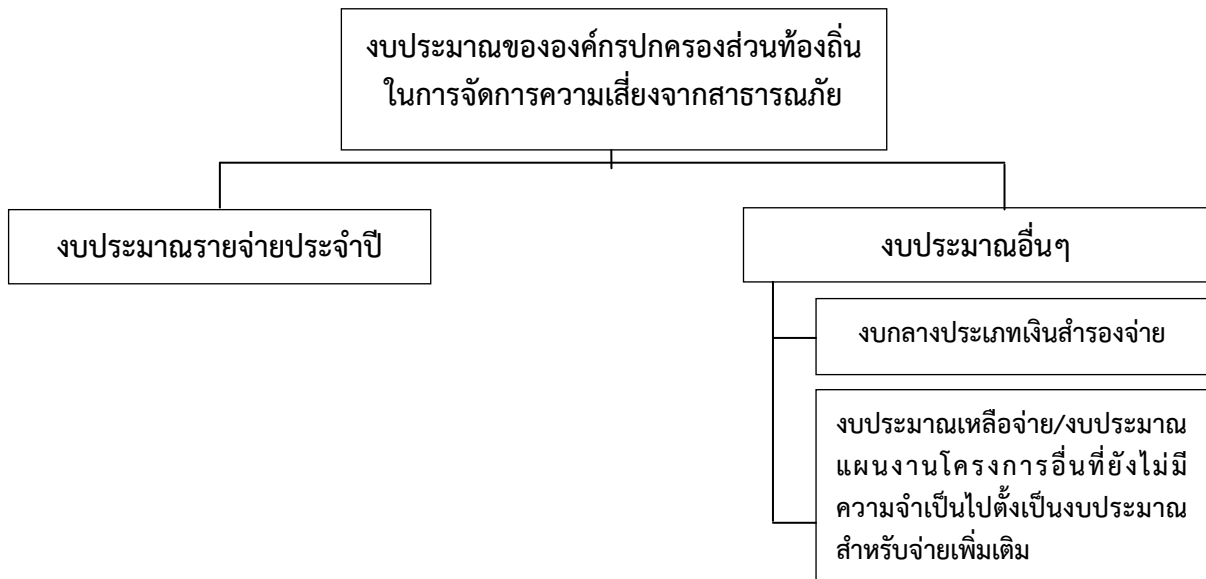 งบประมาณขององค์กรปกครองส่วนท้องถิ่น
ในการจัดการความเสี่ยงจากสาธารณภัย
งบประมาณรายจ่ายประจำปี
งบประมาณอื่นๆ
งบกลางประเภทเงินสำรองจ่าย
งบประมาณเหลือจ่าย/งบประมาณ
แผนงานโครงการอื่นที่ยังไม่มี
ความจำเป็นไปตั้งเป็นงบประมาณ
สำหรับจ่ายเพิ่มเติม